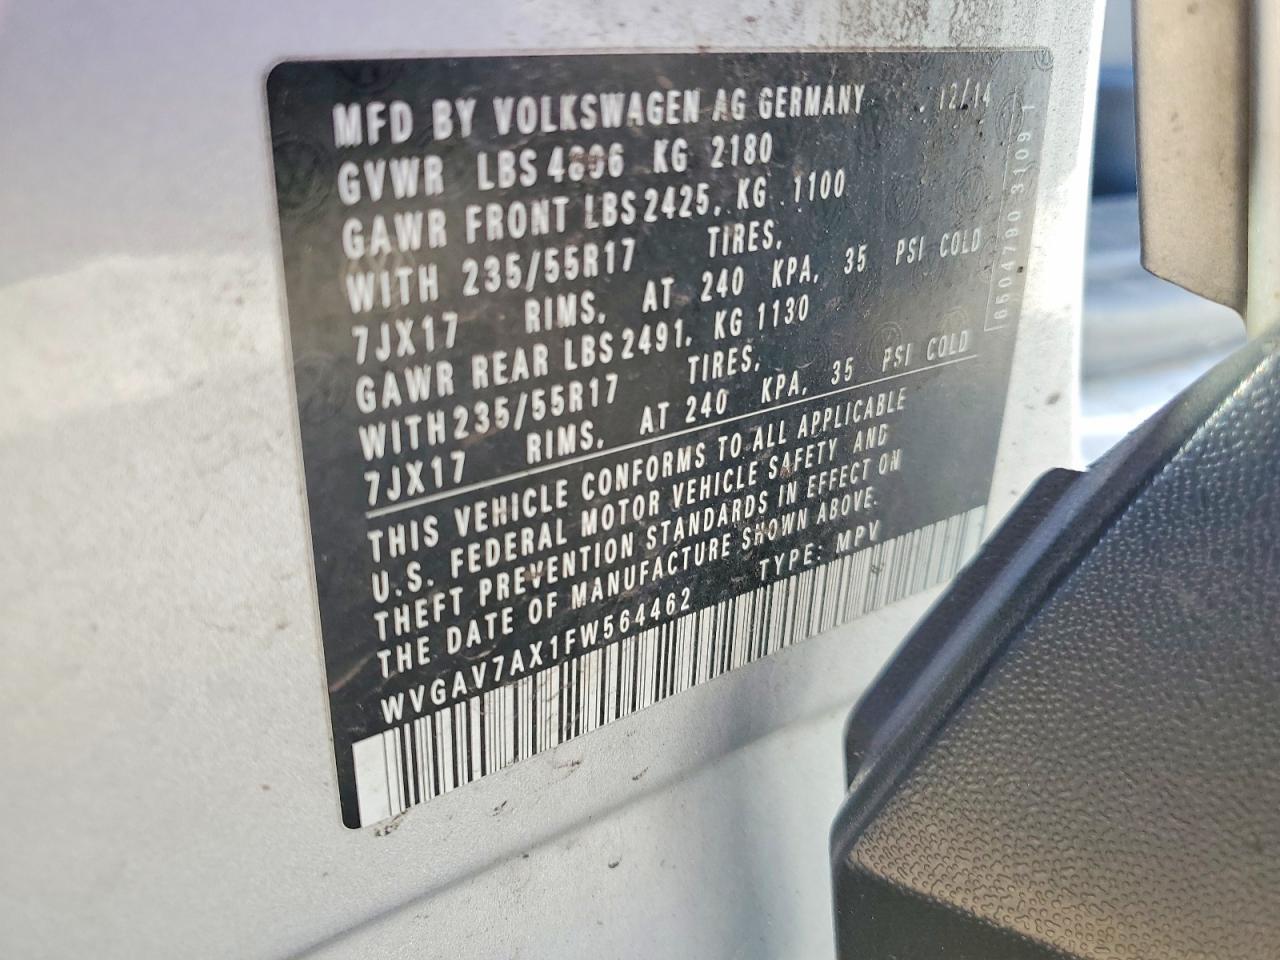 MFD BY VOLKSWAGEN AG GERMANY 12/14
GVWR LBS 4806 KG 2180
GAWR FRONT LBS 2425, KG 1100
WITH 235/55R17 TIRES,
7JX17 RIMS, AT 240 KPA, 35 PSI COLD
GAWR REAR LBS 2491, KG 1130
WITH 235/55R17 TIRES,
7JX17 RIMS, AT 240 KPA, 35 PSI COLD
THIS VEHICLE CONFORMS TO ALL APPLICABLE
U.S. FEDERAL MOTOR VEHICLE SAFETY AND
THEFT PREVENTION STANDARDS IN EFFECT ON
THE DATE OF MANUFACTURE SHOWN ABOVE.
WVGAV7AX1FW564462 TYPE: MPV